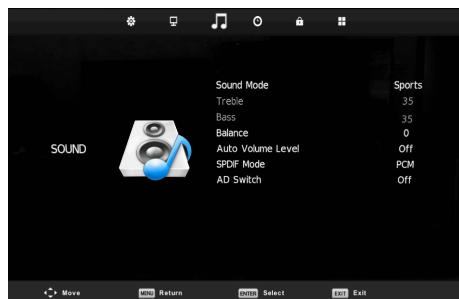 Sound Mode Sports
Treble 35
Bass 35
Balance 0
SOUND
Auto Volume Level Off
SPDIF Mode PCM
AD Switch Off
Move MENU Return ENTER Select EXIT Exit